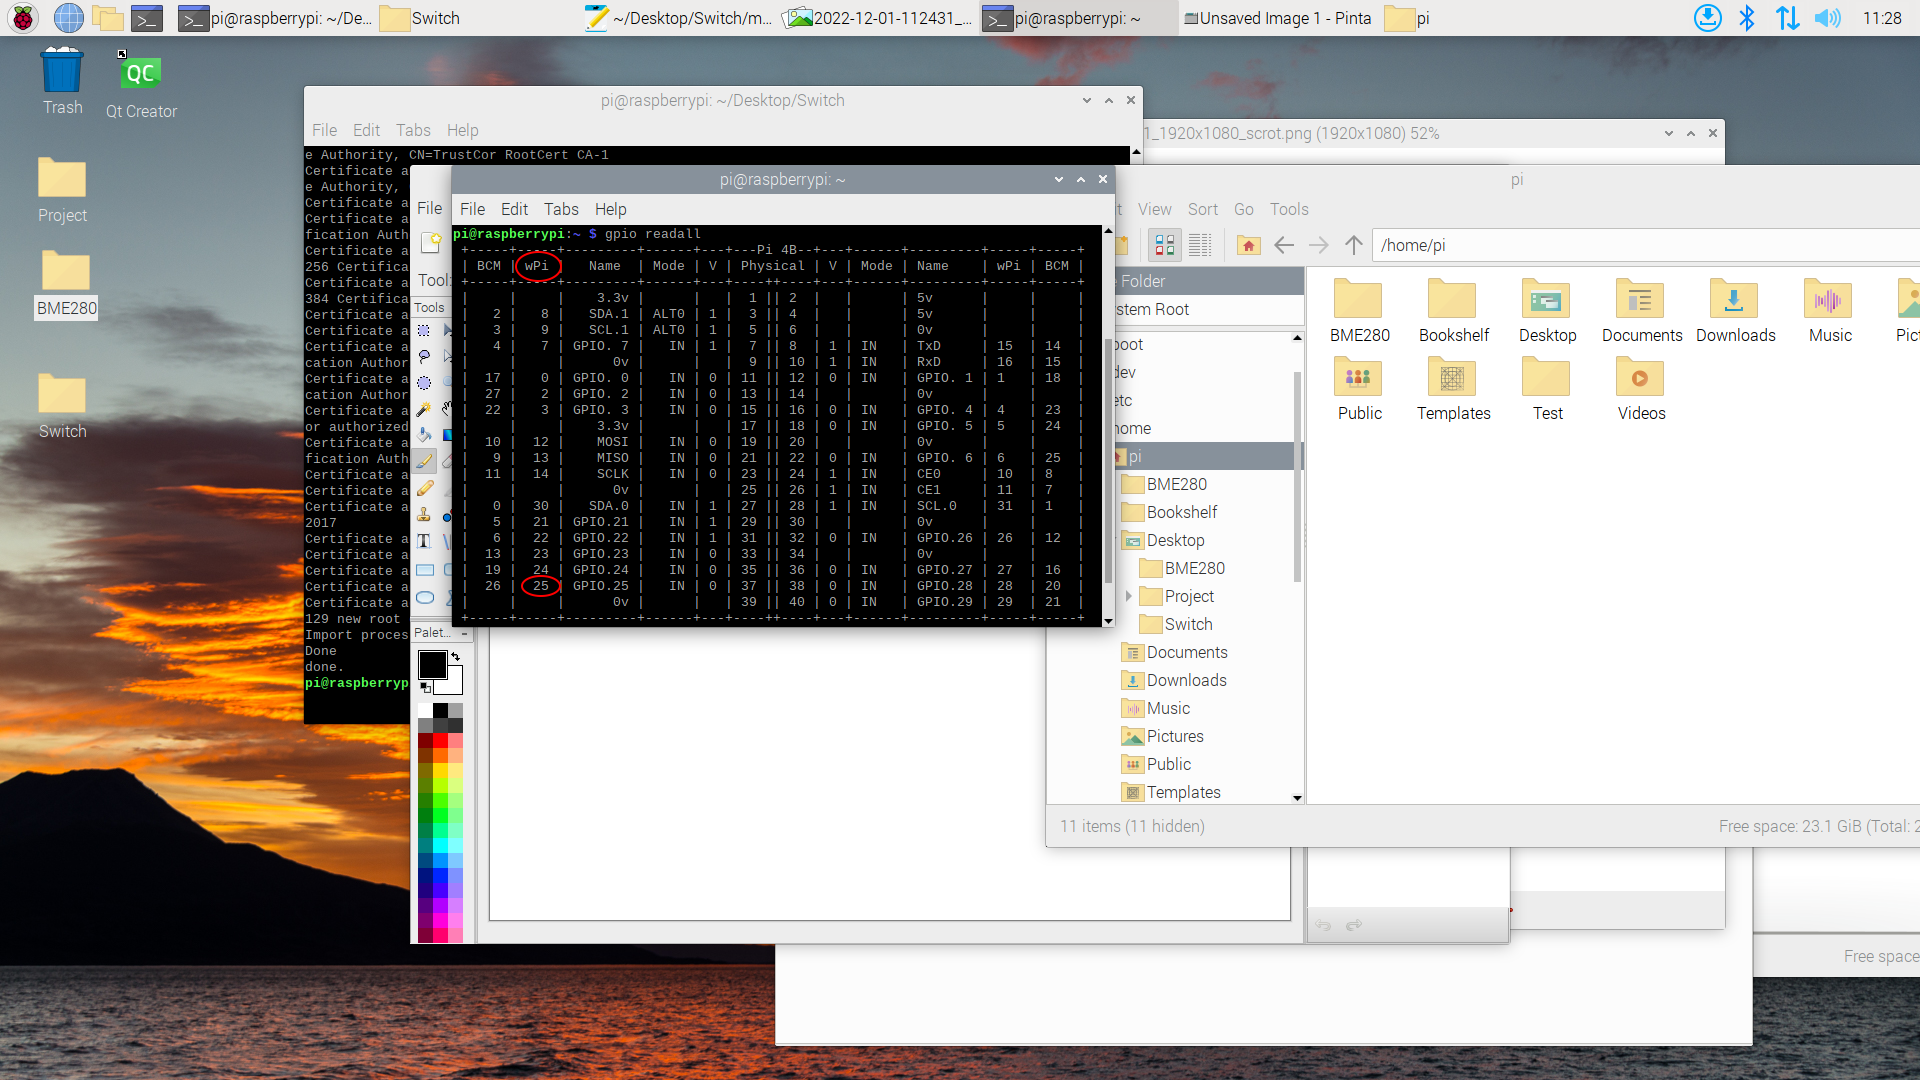 pi@raspberrypi: ~/De...
Switch
~/Desktop/Switch/m...
2022-12-01-112431_...
pi@raspberrypi: ~
Unsaved Image 1 - Pinta
pi
11:28
Trash
QC
Qt Creator
Project
BME280
Switch
pi@raspberrypi: ~/Desktop/Switch
File Edit Tabs Help
e Authority, CN=TrustCor RootCert CA-1
Certificate a
e Authority,
Certificate a
Certificate a
fication Auth
Certificate a
256 Certifica
Certificate a
384 Certifica
Certificate a
Certificate a
Certificate a
cation Author
Certificate a
cation Author
Certificate a
or authorized
Certificate a
fication Auth
Certificate a
Certificate a
Certificate a
2017
Certificate a
Certificate a
Certificate a
Certificate a
Certificate a
129 new root
Import proces
Done
done.
pi@raspberryp
1_1920x1080_scrot.png (1920x1080) 52%
File
Tool:
Tools
Palet...
pi@raspberrypi: ~
File Edit Tabs Help
pi@raspberrypi:~ $ gpio readall
+-----+-----+---------+------+---+---Pi 4B--+---+------+---------+-----+-----+
| BCM | wPi |   Name  | Mode | V | Physical | V | Mode | Name    | wPi | BCM |
+-----+-----+---------+------+---+----++----+---+------+---------+-----+-----+
|     |     |    3.3v |      |   |  1 || 2  |   |      | 5v      |     |     |
|   2 |   8 |   SDA.1 | ALT0 | 1 |  3 || 4  |   |      | 5v      |     |     |
|   3 |   9 |   SCL.1 | ALT0 | 1 |  5 || 6  |   |      | 0v      |     |     |
|   4 |   7 | GPIO. 7 |   IN | 1 |  7 || 8  | 1 | IN   | TxD     | 15  | 14  |
|     |     |      0v |      |   |  9 || 10 | 1 | IN   | RxD     | 16  | 15  |
|  17 |   0 | GPIO. 0 |   IN | 0 | 11 || 12 | 0 | IN   | GPIO. 1 | 1   | 18  |
|  27 |   2 | GPIO. 2 |   IN | 0 | 13 || 14 |   |      | 0v      |     |     |
|  22 |   3 | GPIO. 3 |   IN | 0 | 15 || 16 | 0 | IN   | GPIO. 4 | 4   | 23  |
|     |     |    3.3v |      |   | 17 || 18 | 0 | IN   | GPIO. 5 | 5   | 24  |
|  10 |  12 |    MOSI |   IN | 0 | 19 || 20 |   |      | 0v      |     |     |
|   9 |  13 |    MISO |   IN | 0 | 21 || 22 | 0 | IN   | GPIO. 6 | 6   | 25  |
|  11 |  14 |    SCLK |   IN | 0 | 23 || 24 | 1 | IN   | CE0     | 10  | 8   |
|     |     |      0v |      |   | 25 || 26 | 1 | IN   | CE1     | 11  | 7   |
|   0 |  30 |   SDA.0 |   IN | 1 | 27 || 28 | 1 | IN   | SCL.0   | 31  | 1   |
|   5 |  21 | GPIO.21 |   IN | 1 | 29 || 30 |   |      | 0v      |     |     |
|   6 |  22 | GPIO.22 |   IN | 1 | 31 || 32 | 0 | IN   | GPIO.26 | 26  | 12  |
|  13 |  23 | GPIO.23 |   IN | 0 | 33 || 34 |   |      | 0v      |     |     |
|  19 |  24 | GPIO.24 |   IN | 0 | 35 || 36 | 0 | IN   | GPIO.27 | 27  | 16  |
|  26 |  25 | GPIO.25 |   IN | 0 | 37 || 38 | 0 | IN   | GPIO.28 | 28  | 20  |
|     |     |      0v |      |   | 39 || 40 | 0 | IN   | GPIO.29 | 29  | 21  |
+-----+-----+---------+------+---+----++----+---+------+---------+-----+-----+
pi
View Sort Go Tools
/home/pi
Folder
stem Root
boot
dev
etc
home
pi
BME280
Bookshelf
Desktop
BME280
Project
Switch
Documents
Downloads
Music
Pictures
Public
Templates
BME280 Bookshelf Desktop Documents Downloads Music Pict
Public Templates Test Videos
11 items (11 hidden)
Free space: 23.1 GiB (Total: 2
Free space